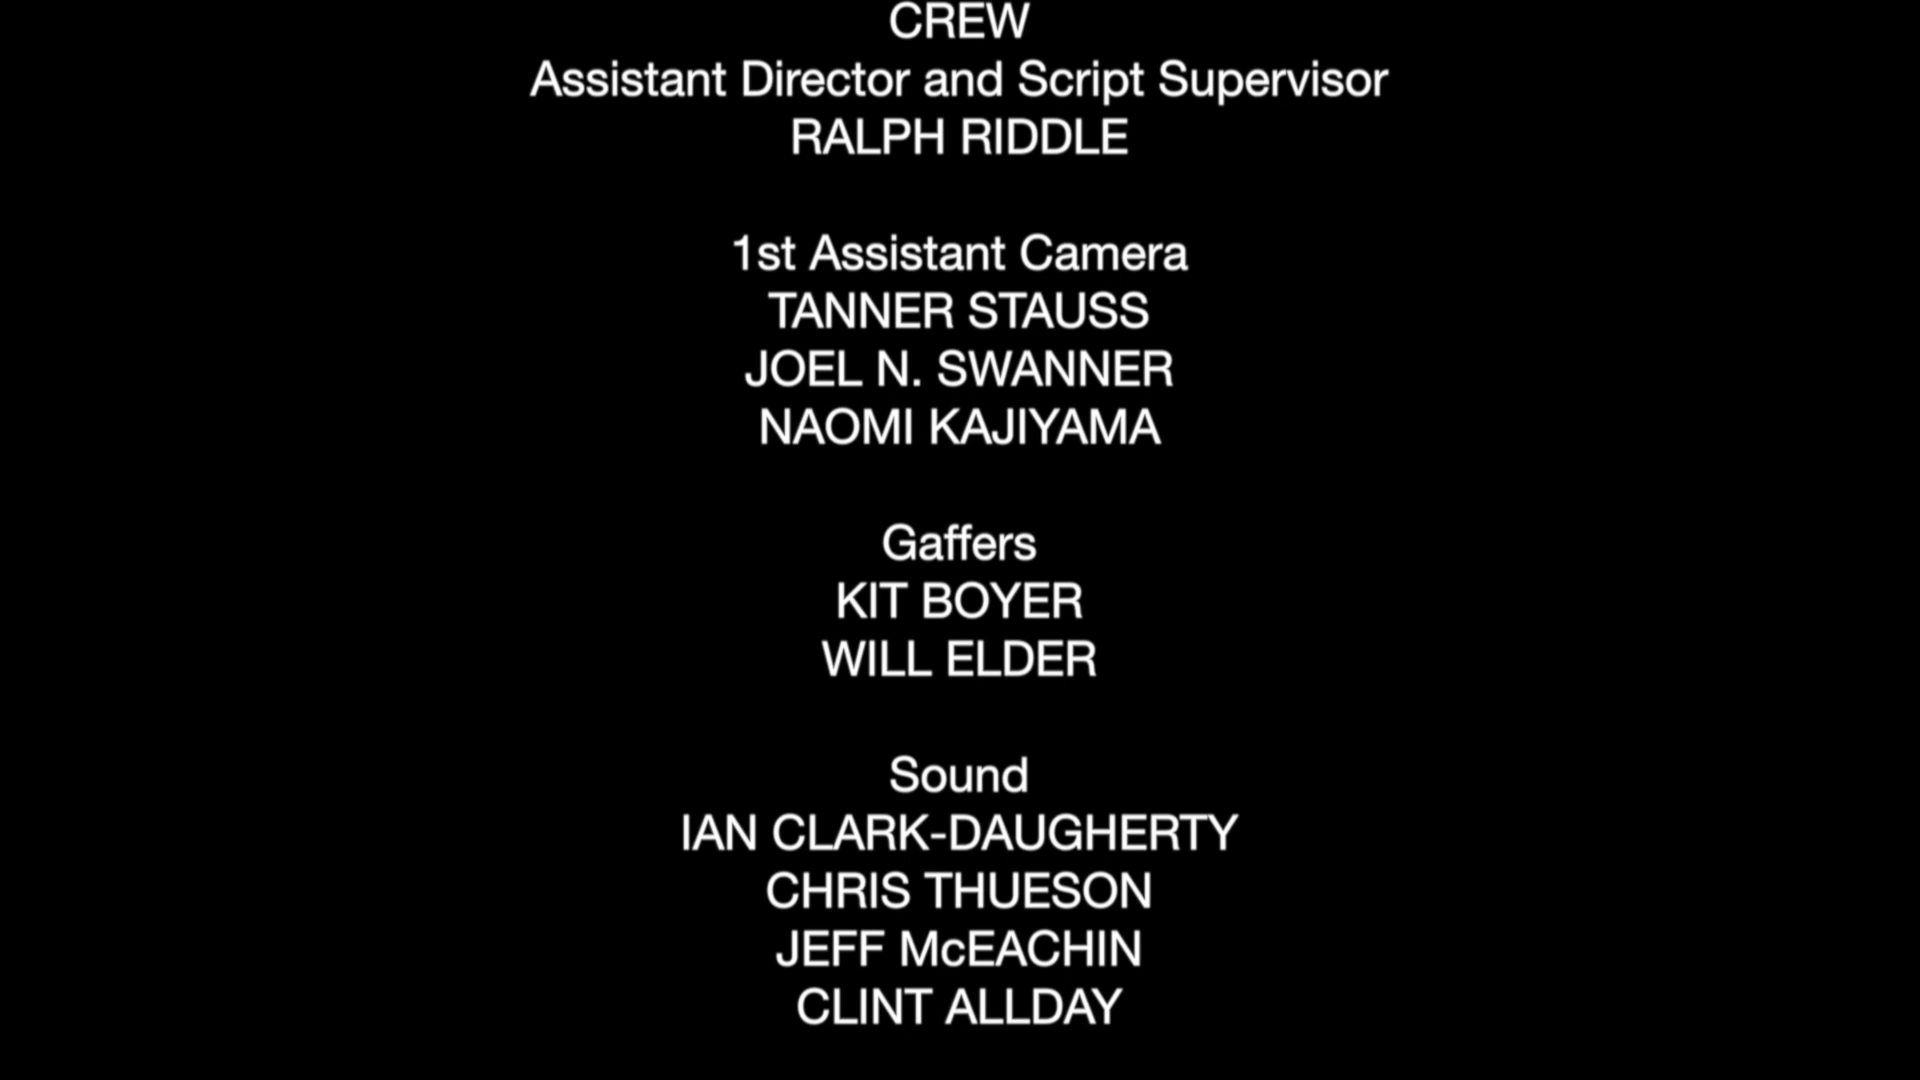 CREW
Assistant Director and Script Supervisor
RALPH RIDDLE
1st Assistant Camera
TANNER STAUSS
JOEL N. SWANNER
NAOMI KAJIYAMA
Gaffers
KIT BOYER
WILL ELDER
Sound
IAN CLARK-DAUGHERTY
CHRIS THUESON
JEFF McEACHIN
CLINT ALLDAY